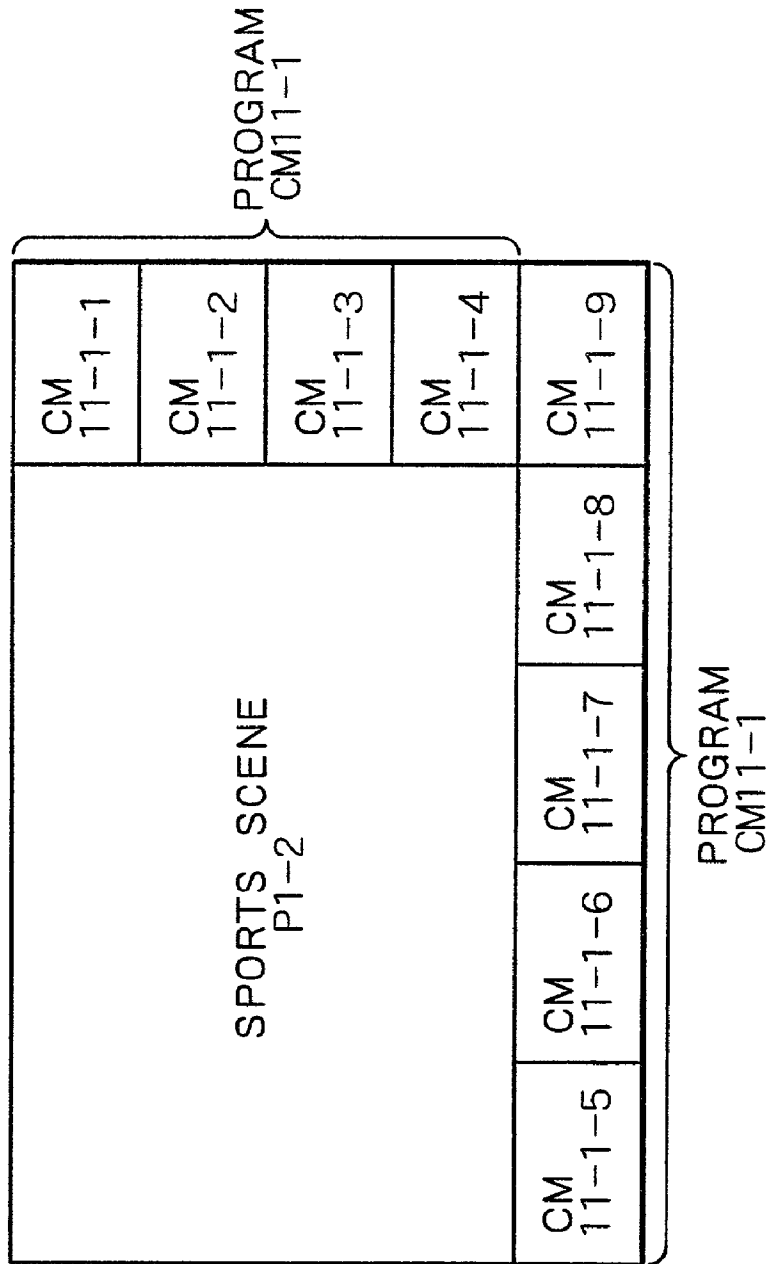 SPORTS SCENE
P1-2
CM
11-1-1
CM
11-1-2
CM
11-1-3
CM
11-1-4
PROGRAM
CM11-1
CM
11-1-5
CM
11-1-6
CM
11-1-7
CM
11-1-8
CM
11-1-9
PROGRAM
CM11-1